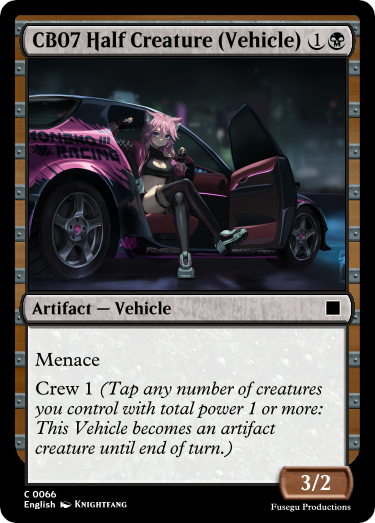 CB07 Half Creature (Vehicle) 1
RACING
Artifact — Vehicle
Menace
Crew 1 (Tap any number of creatures
you control with total power 1 or more:
This Vehicle becomes an artifact
creature until end of turn.)
3/2
C 0066
English KNIGHTFANG
Fusegu Productions